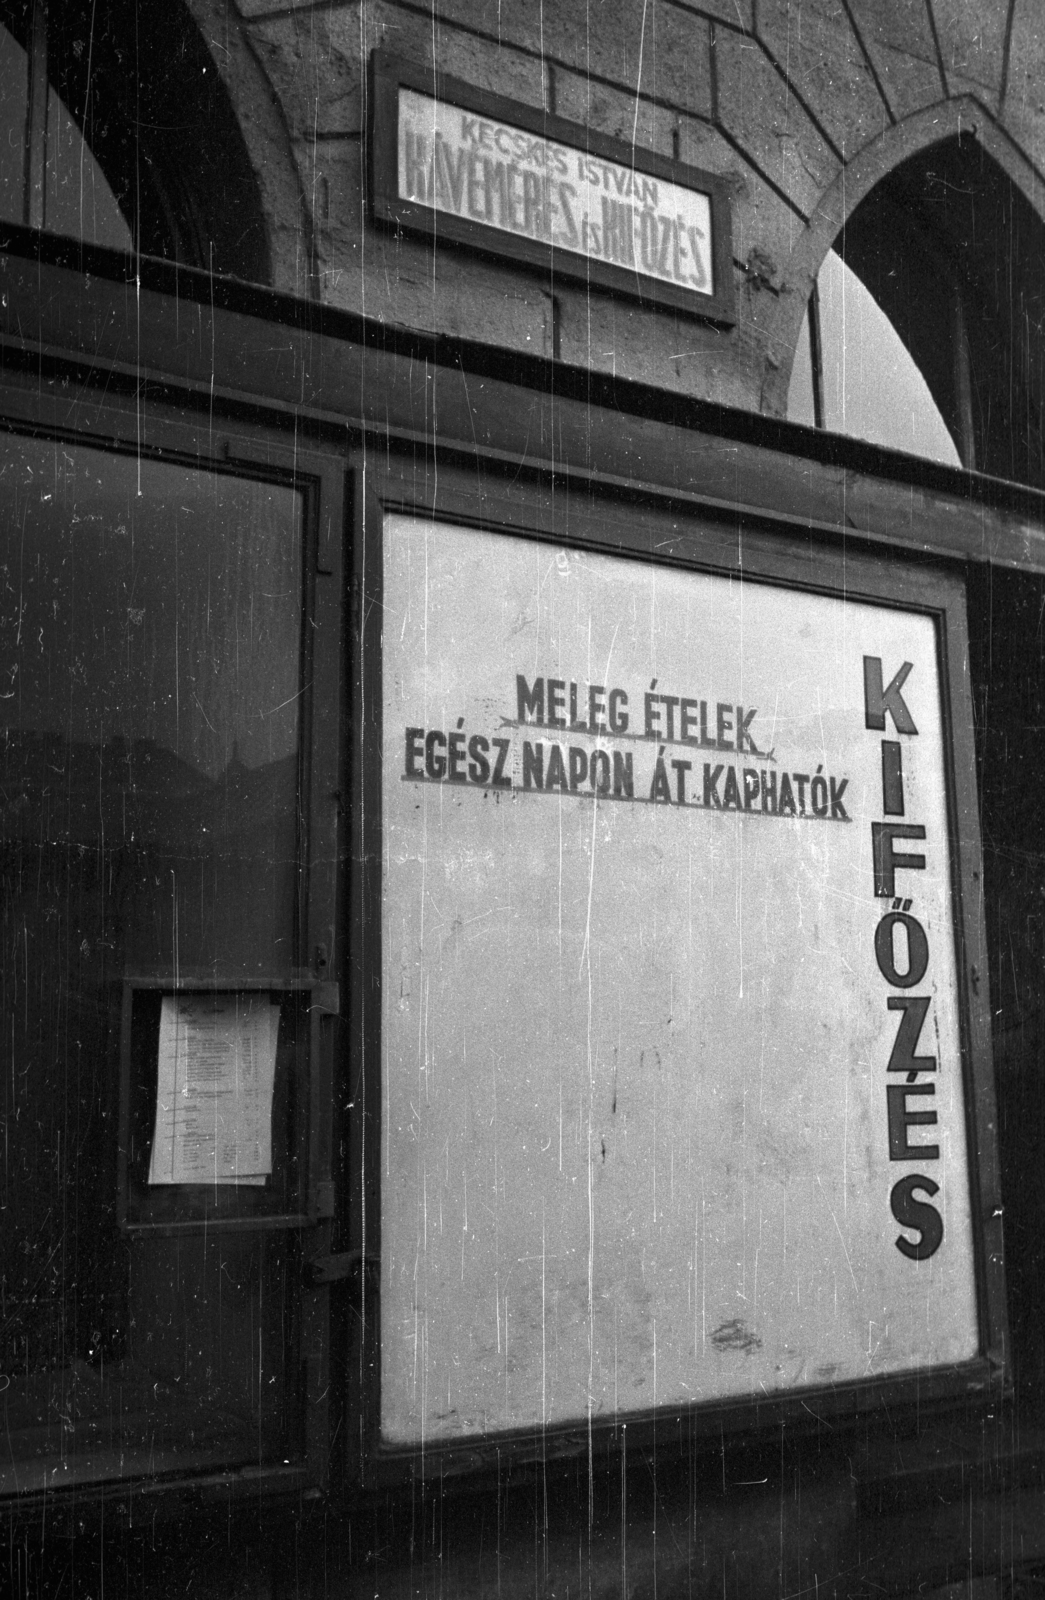 KECSKÉS ISTVÁN
KÁVÉMÉRÉS és KIFŐZÉS
MELEG ÉTELEK
EGÉSZ NAPON ÁT KAPHATÓK
KIFŐZÉS